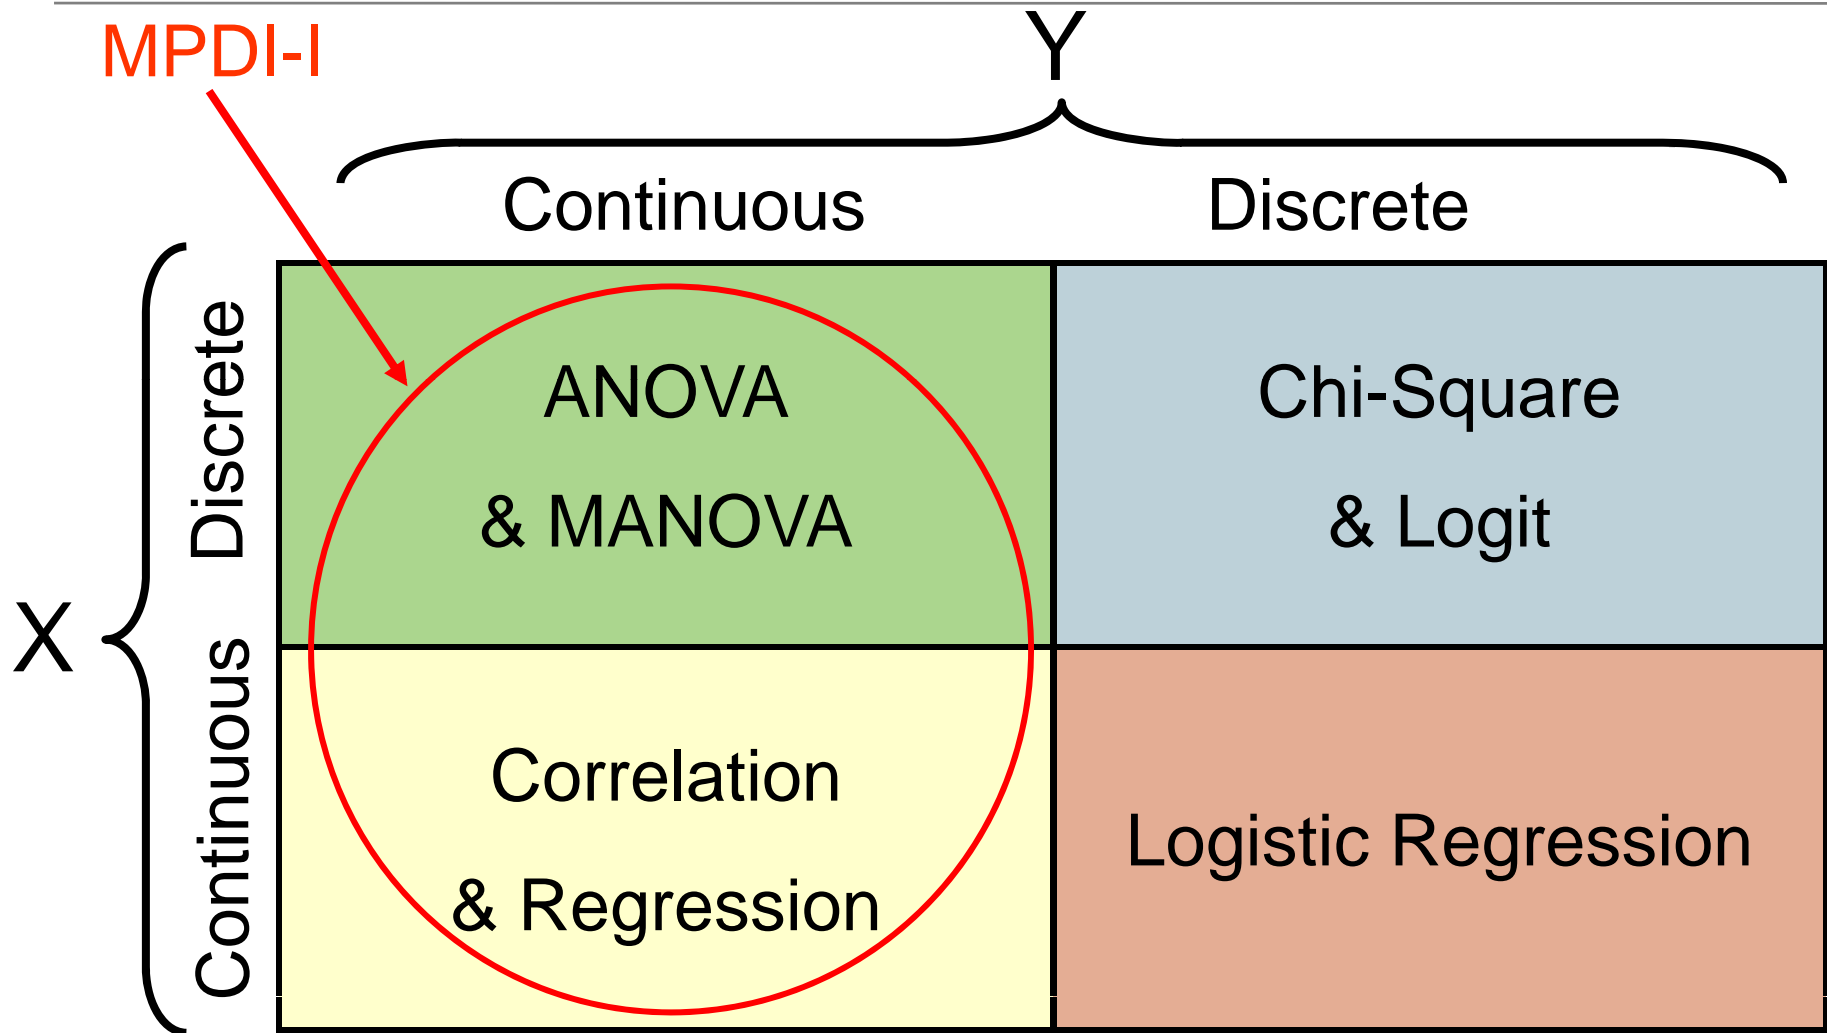 MPDI-I
Y
Continuous
Discrete
X
Discrete
Continuous
ANOVA
& MANOVA
Chi-Square
& Logit
Correlation
& Regression
Logistic Regression